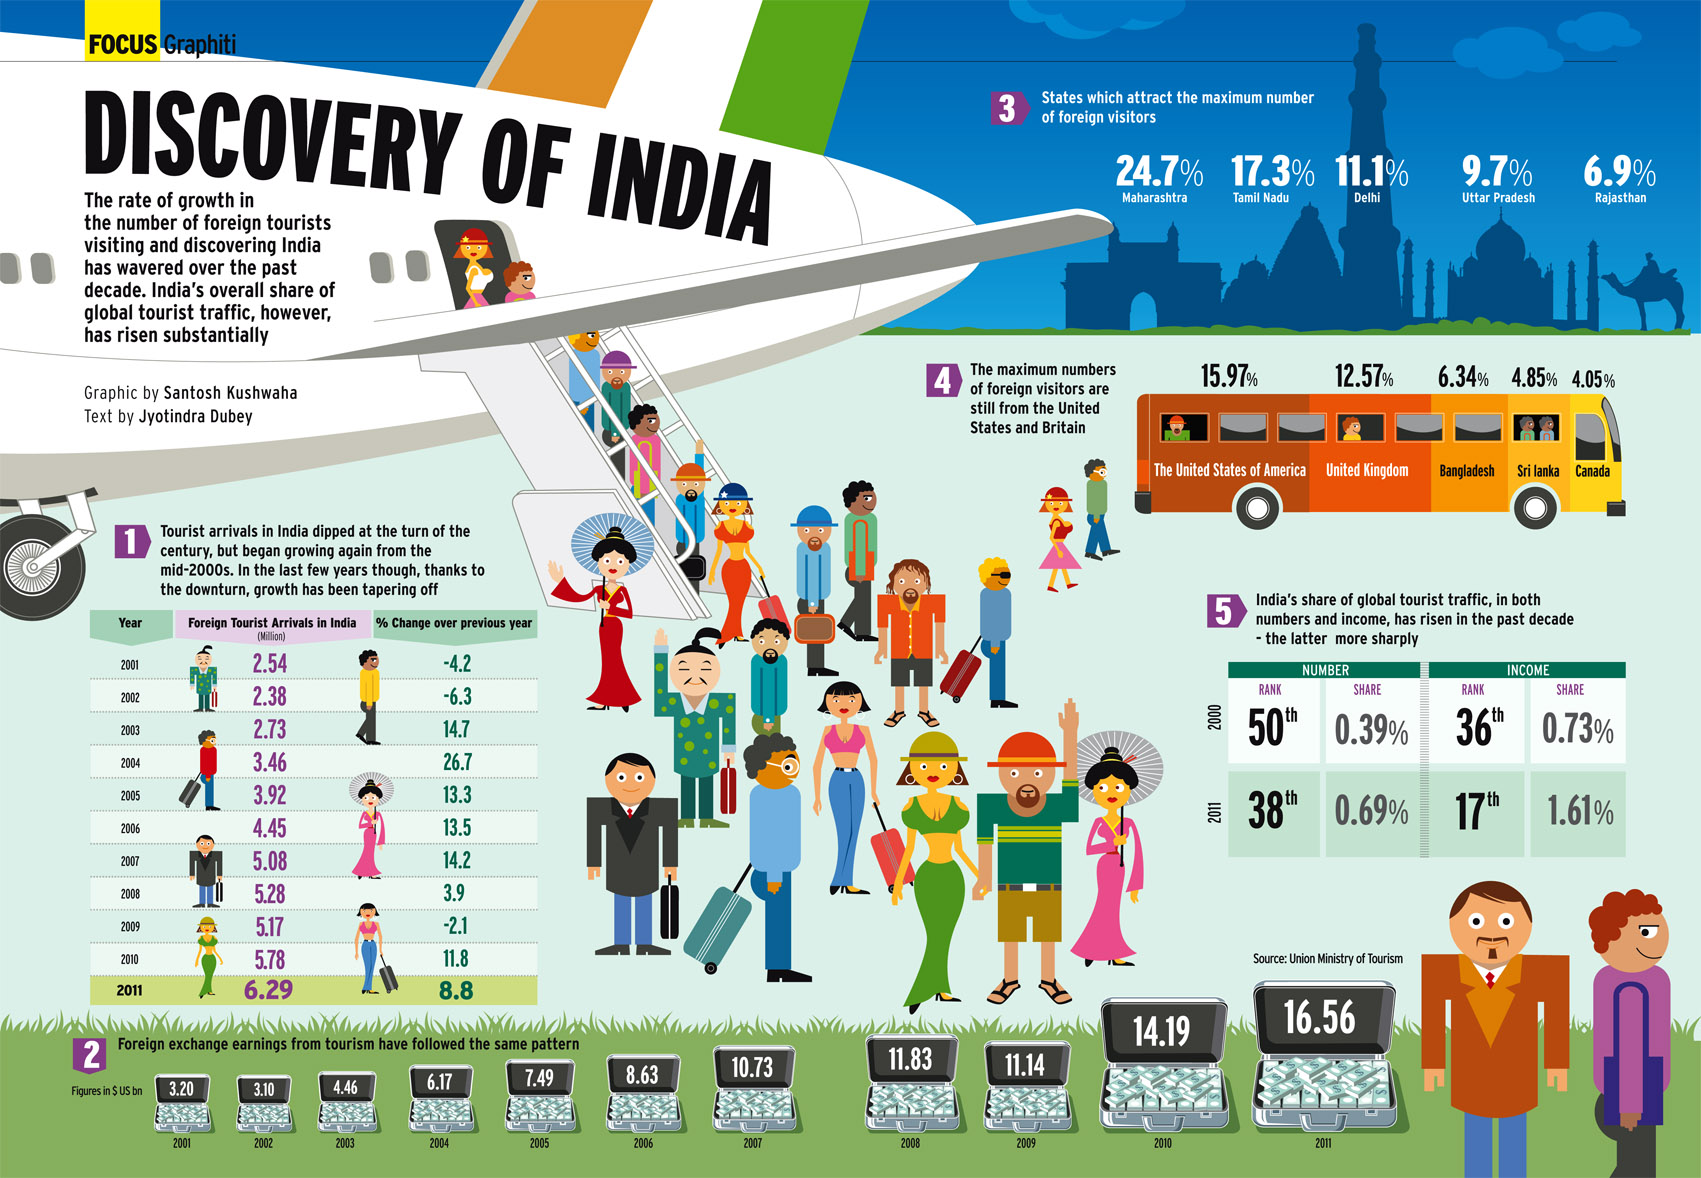 FOCUS Graphiti
DISCOVERY OF INDIA
The rate of growth in
the number of foreign tourists
visiting and discovering India
has wavered over the past
decade. India's overall share of
global tourist traffic, however,
has risen substantially
Graphic by Santosh Kushwaha
Text by Jyotindra Dubey
1
Tourist arrivals in India dipped at the turn of the
century, but began growing again from the
mid-2000s. In the last few years though, thanks to
the downturn, growth has been tapering off
Year Foreign Tourist Arrivals in India % Change over previous year
(Million)
2001 2.54 -4.2
2002 2.38 -6.3
2003 2.73 14.7
2004 3.46 26.7
2005 3.92 13.3
2006 4.45 13.5
2007 5.08 14.2
2008 5.28 3.9
2009 5.17 -2.1
2010 5.78 11.8
2011 6.29 8.8
2
Foreign exchange earnings from tourism have followed the same pattern
Figures in $ US bn
3.20 3.10 4.46 6.17 7.49 8.63 10.73 11.83 11.14 14.19 16.56
2001 2002 2003 2004 2005 2006 2007 2008 2009 2010 2011
3
States which attract the maximum number
of foreign visitors
24.7% 17.3% 11.1% 9.7% 6.9%
Maharashtra Tamil Nadu Delhi Uttar Pradesh Rajasthan
4
The maximum numbers
of foreign visitors are
still from the United
States and Britain
15.97% 12.57% 6.34% 4.85% 4.05%
The United States of America United Kingdom Bangladesh Sri lanka Canada
5
India's share of global tourist traffic, in both
numbers and income, has risen in the past decade
- the latter more sharply
NUMBER INCOME
RANK SHARE RANK SHARE
2000 50th 0.39% 36th 0.73%
2011 38th 0.69% 17th 1.61%
Source: Union Ministry of Tourism